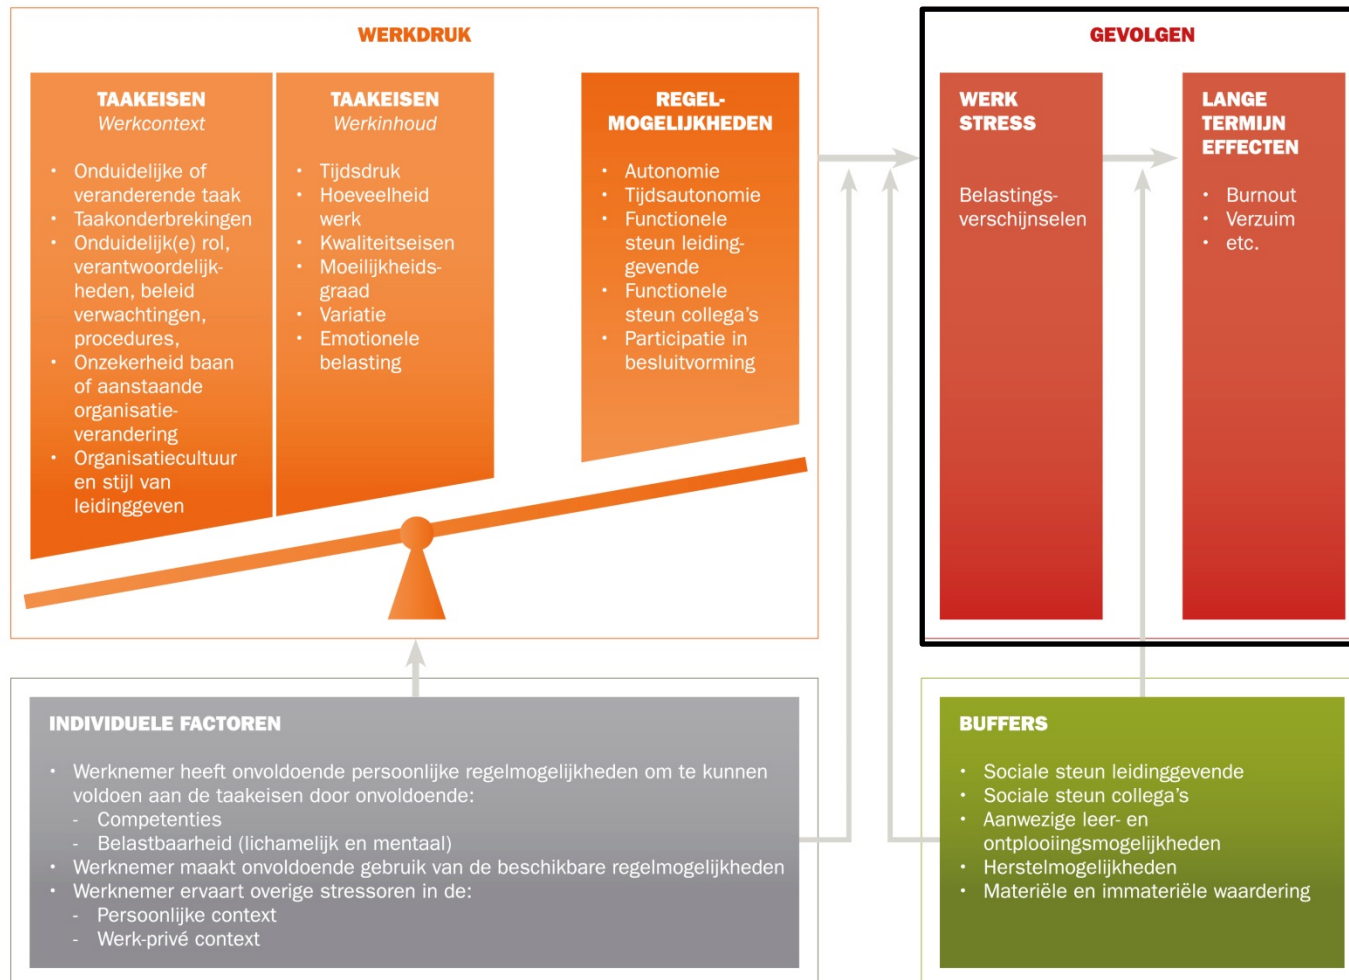 WERKDRUK
TAAKEISEN
Werkcontext
• Onduidelijke of
veranderende taak
• Taakonderbrekingen
• Onduidelijk(e) rol,
verantwoordelijk-
heden, beleid
verwachtingen,
procedures,
• Onzekerheid baan
of aanstaande
organisatie-
verandering
• Organisatiecultuur
en stijl van
leidinggeven
TAAKEISEN
Werkinhoud
• Tijdsdruk
• Hoeveelheid
werk
• Kwaliteitseisen
• Moeilijkheids-
graad
• Variatie
• Emotionele
belasting
REGEL-
MOGELIJKHEDEN
• Autonomie
• Tijdsautonomie
• Functionele
steun leiding-
gevende
• Functionele
steun collega's
• Participatie in
besluitvorming
GEVOLGEN
WERK
STRESS
Belastings-
verschijnselen
LANGE
TERMIJN
EFFECTEN
• Burnout
• Verzuim
• etc.
INDIVIDUELE FACTOREN
• Werknemer heeft onvoldoende persoonlijke regelmogelijkheden om te kunnen
voldoen aan de taakeisen door onvoldoende:
- Competenties
- Belastbaarheid (lichamelijk en mentaal)
• Werknemer maakt onvoldoende gebruik van de beschikbare regelmogelijkheden
• Werknemer ervaart overige stressoren in de:
- Persoonlijke context
- Werk-privé context
BUFFERS
• Sociale steun leidinggevende
• Sociale steun collega's
• Aanwezige leer- en
ontplooiingsmogelijkheden
• Herstelmogelijkheden
• Materiële en immateriële waardering